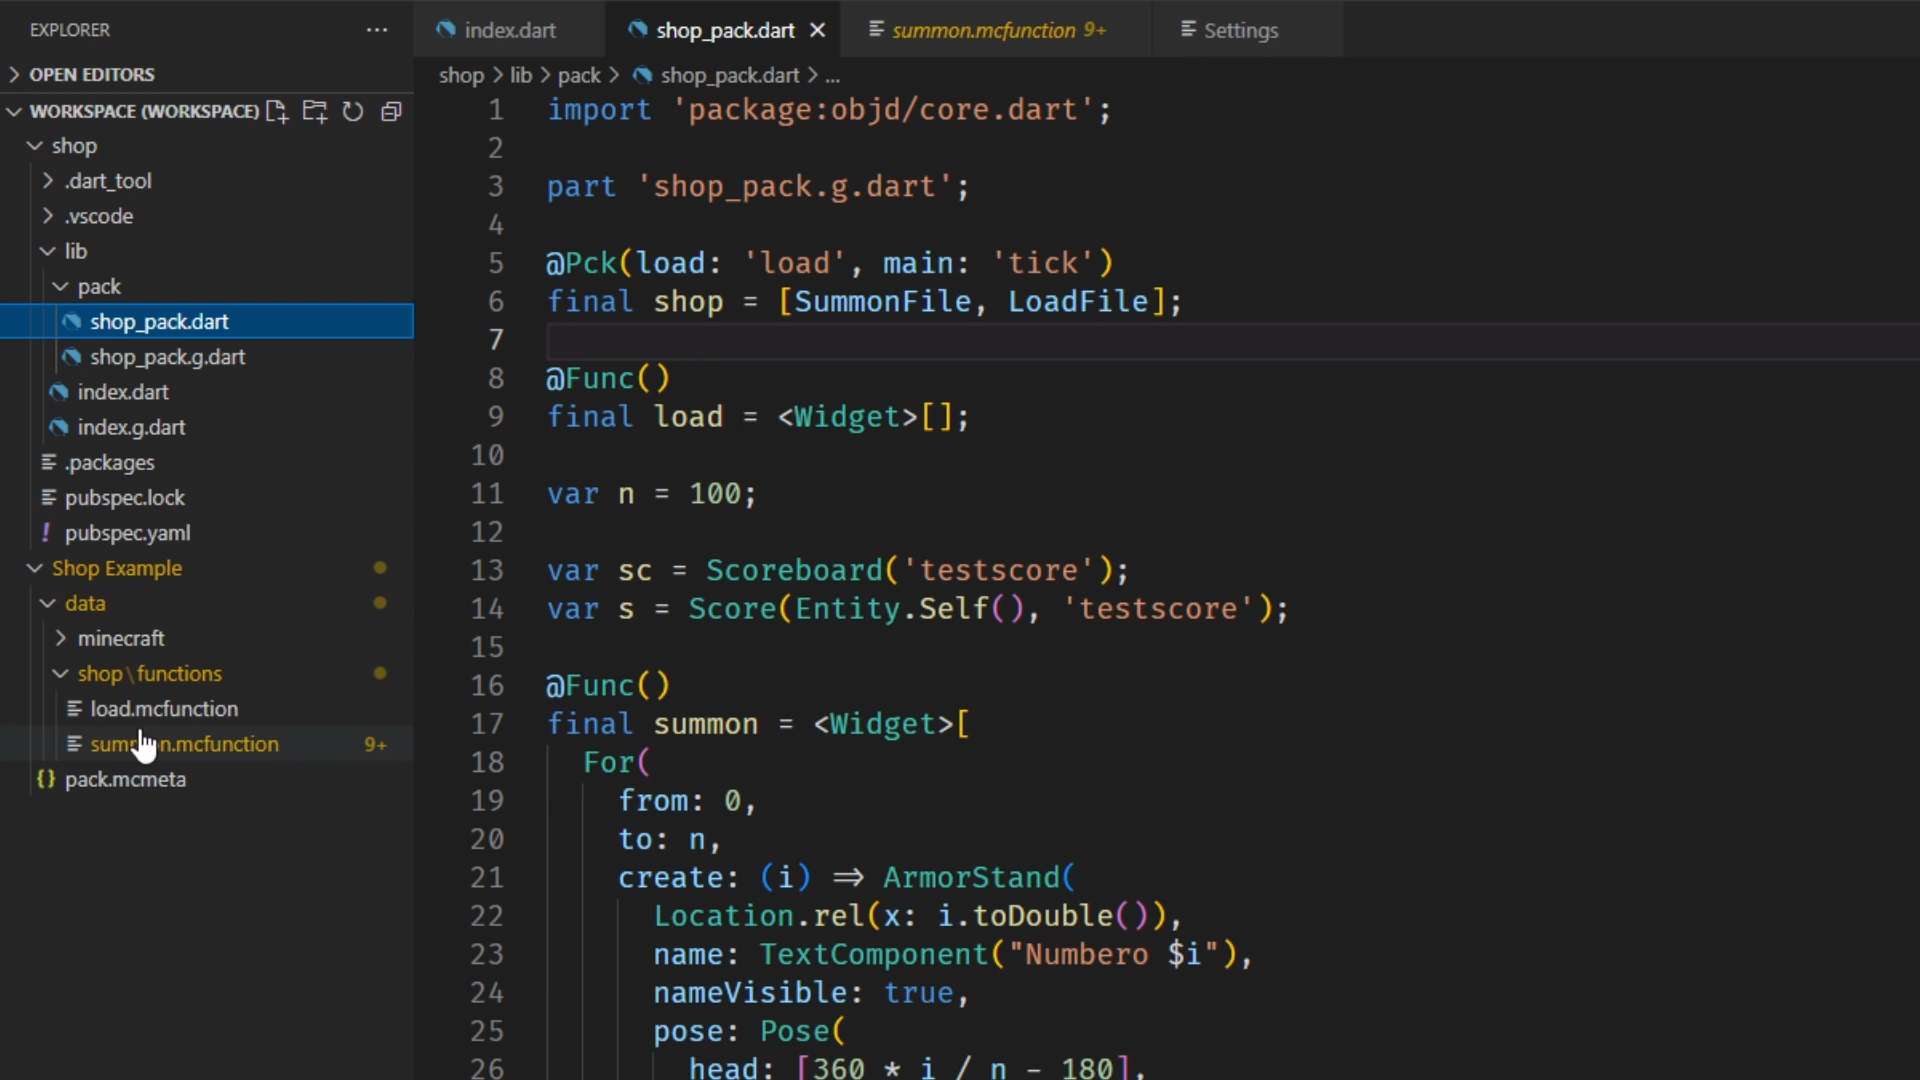 EXPLORER
OPEN EDITORS
WORKSPACE (WORKSPACE)
shop
.dart_tool
.vscode
lib
pack
shop_pack.dart
shop_pack.g.dart
index.dart
index.g.dart
.packages
pubspec.lock
! pubspec.yaml
Shop Example
data
minecraft
shop\functions
load.mcfunction
summon.mcfunction 9+
{} pack.mcmeta
index.dart
shop_pack.dart
summon.mcfunction 9+
Settings
shop > lib > pack > shop_pack.dart > ...
1 import 'package:objd/core.dart';
2
3 part 'shop_pack.g.dart';
4
5 @Pck(load: 'load', main: 'tick')
6 final shop = [SummonFile, LoadFile];
7
8 @Func()
9 final load = <Widget>[];
10
11 var n = 100;
12
13 var sc = Scoreboard('testscore');
14 var s = Score(Entity.Self(), 'testscore');
15
16 @Func()
17 final summon = <Widget>[
18 For(
19 from: 0,
20 to: n,
21 create: (i) ⇒ ArmorStand(
22 Location.rel(x: i.toDouble()),
23 name: TextComponent("Numbero $i"),
24 nameVisible: true,
25 pose: Pose(
26 head: [360 * i / n - 180],